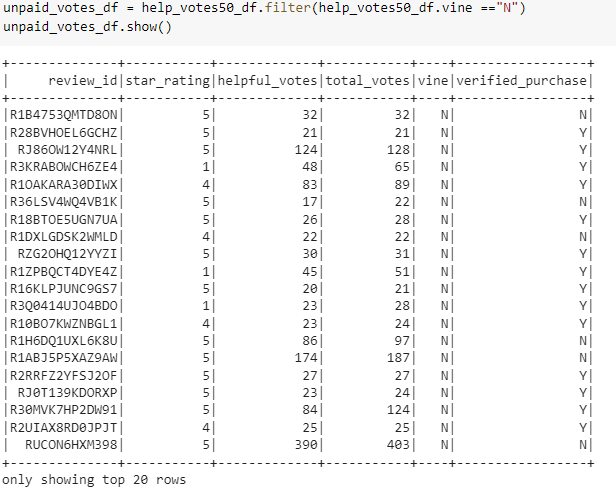 unpaid_votes_df = help_votes50_df.filter(help_votes50_df.vine =="N")
unpaid_votes_df.show()
+--------------+-----------+-------------+-----------+----+-----------------+
|     review_id|star_rating|helpful_votes|total_votes|vine|verified_purchase|
+--------------+-----------+-------------+-----------+----+-----------------+
|R1B4753QMTD8ON|          5|           32|         32|   N|                N|
|R28BVHOEL6GCHZ|          5|           21|         21|   N|                Y|
| RJ86OW12Y4NRL|          5|          124|        128|   N|                Y|
|R3KRABOWCH6ZE4|          1|           48|         65|   N|                Y|
|R1OAKARA30DIWX|          4|           83|         89|   N|                Y|
|R36LSV4WQ4VB1K|          5|           17|         22|   N|                N|
|R18BTOE5UGN7UA|          5|           26|         28|   N|                Y|
|R1DXLGDSK2WMLD|          4|           22|         22|   N|                N|
| RZG2OHQ12YYZI|          5|           30|         31|   N|                Y|
|R1ZPBQCT4DYE4Z|          1|           45|         51|   N|                Y|
|R16KLPJUNC9GS7|          5|           20|         21|   N|                Y|
|R3Q0414UJO4BDO|          1|           23|         28|   N|                Y|
|R10BO7KWZNBGL1|          4|           23|         24|   N|                Y|
|R1H6DQ1UXL6K8U|          5|           86|         97|   N|                N|
|R1ABJ5P5XAZ9AW|          5|          174|        187|   N|                N|
|R2RRFZ2YFSJ2OF|          5|           27|         27|   N|                Y|
| RJ0T139KDORXP|          5|           23|         24|   N|                Y|
|R30MVK7HP2DW91|          5|           84|        124|   N|                Y|
|R2UIAX8RD0JPJT|          4|           25|         25|   N|                Y|
| RUCON6HXM398|          5|          390|        403|   N|                N|
+--------------+-----------+-------------+-----------+----+-----------------+
only showing top 20 rows